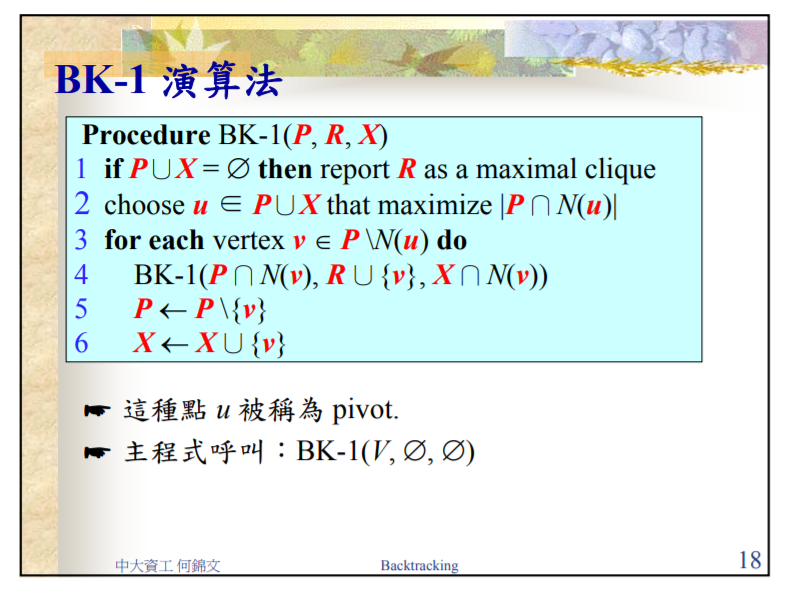 BK-1 演算法
Procedure BK-1(P, R, X)
1 if P∪X = ∅ then report R as a maximal clique
2 choose u ∈ P∪X that maximize |P ∩ N(u)|
3 for each vertex v ∈ P \N(u) do
4 BK-1(P ∩ N(v), R ∪ {v}, X ∩ N(v))
5 P ← P \{v}
6 X ← X ∪ {v}
☛ 這種點 u 被稱為 pivot.
☛ 主程式呼叫：BK-1(V, ∅, ∅)
中大資工 何錦文 Backtracking 18